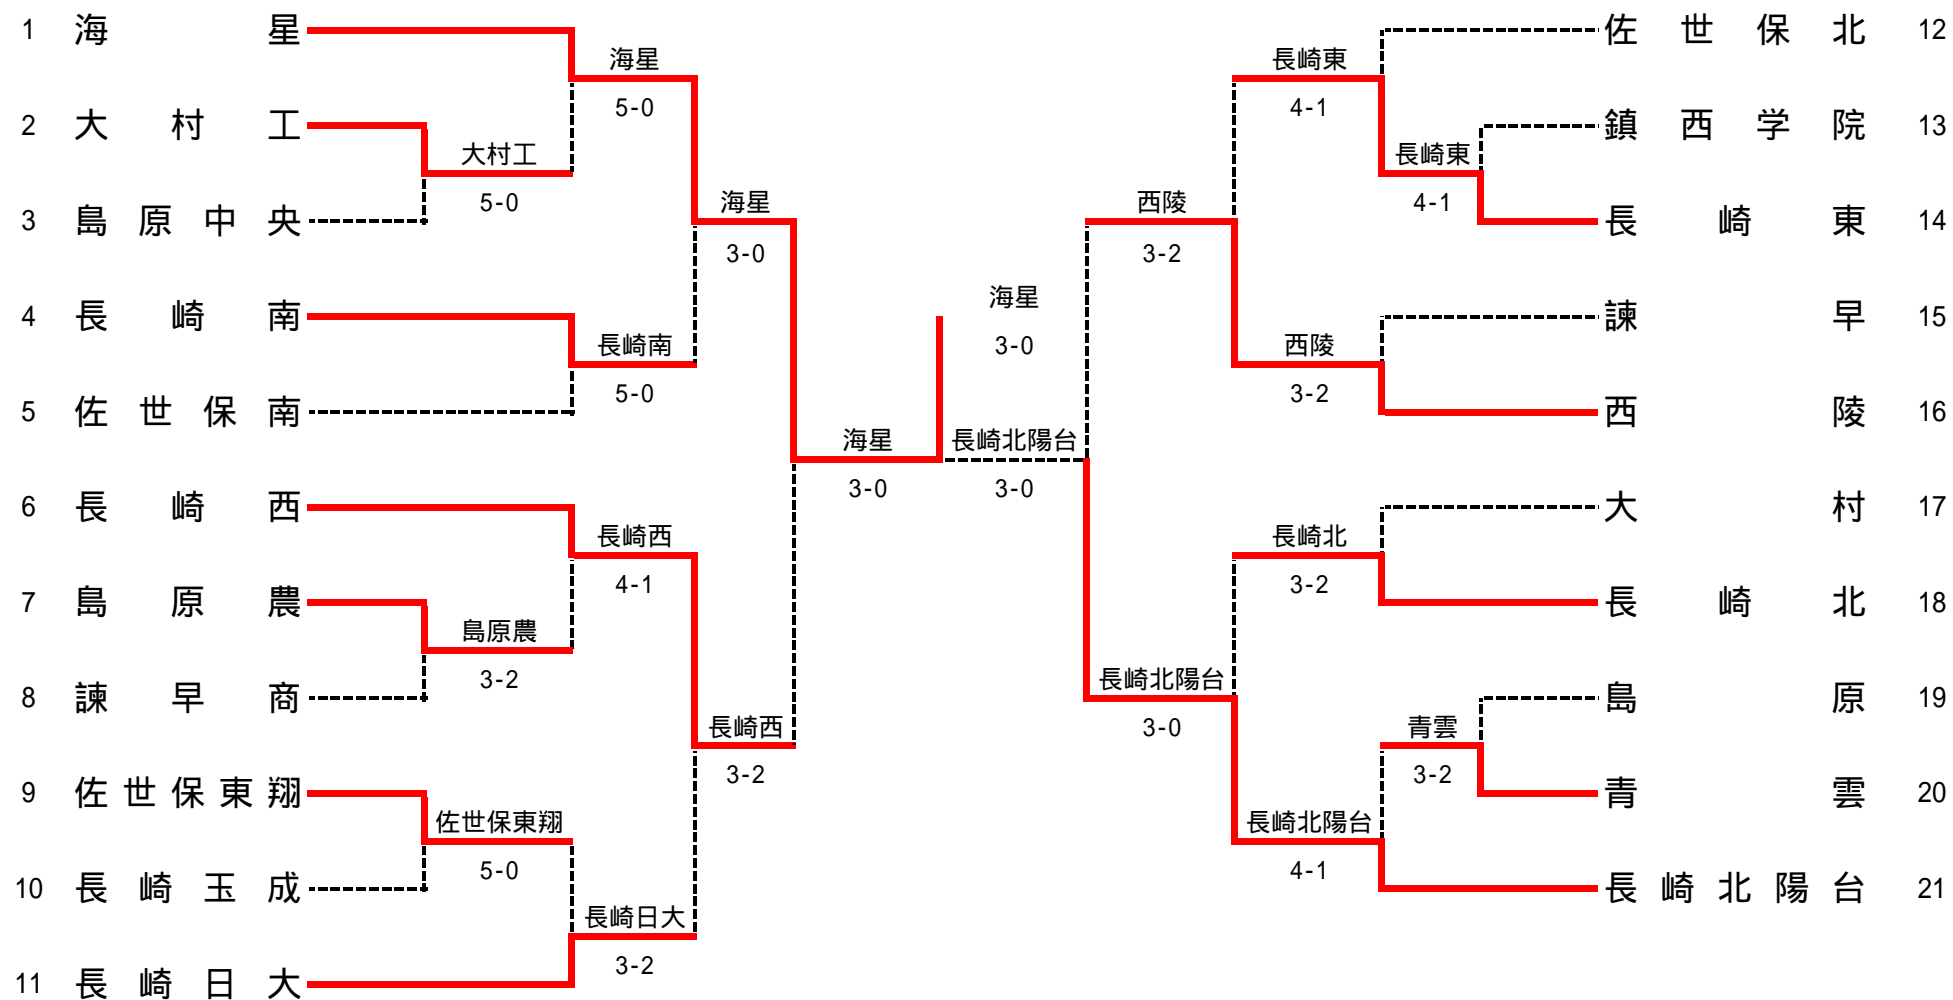 1 海星
2 大村工
3 島原中央
4 長崎南
5 佐世保南
6 長崎西
7 島原農
8 諫早商
9 佐世保東翔
10 長崎玉成
11 長崎日大
大村工
5-0
島原農
3-2
佐世保東翔
5-0
海星
5-0
長崎南
5-0
長崎西
4-1
長崎日大
3-2
海星
3-0
長崎西
3-2
海星
3-0
海星
3-0
長崎北陽台
3-0
西陵
3-2
長崎北陽台
3-0
長崎東
4-1
西陵
3-2
長崎北
3-2
長崎北陽台
4-1
長崎東
4-1
青雲
3-2
佐世保北 12
鎮西学院 13
長崎東 14
諫早 15
西陵 16
大村 17
長崎北 18
島原 19
青雲 20
長崎北陽台 21